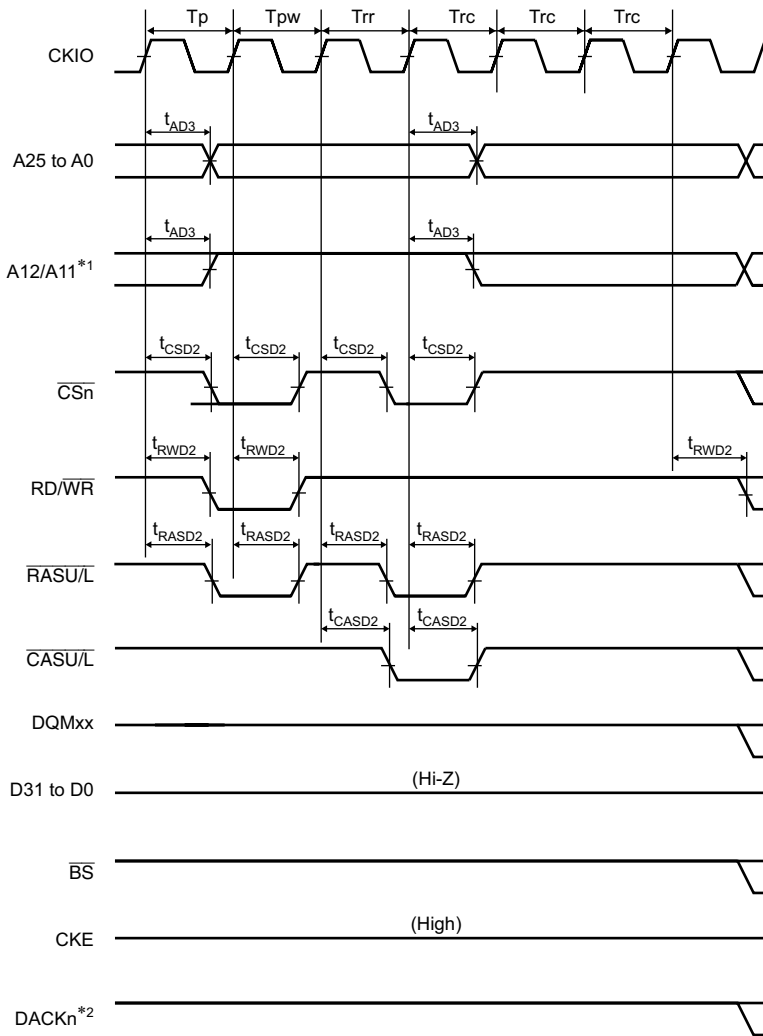 Tp Tpw Trr Trc Trc Trc
CKIO
tAD3 tAD3
A25 to A0
tAD3 tAD3
A12/A11*1
tCSD2 tCSD2 tCSD2 tCSD2
CSn
tRWD2 tRWD2 tRWD2
RD/WR
tRASD2 tRASD2 tRASD2 tRASD2
RASU/L
tCASD2 tCASD2
CASU/L
DQMxx
(Hi-Z)
D31 to D0
BS
(High)
CKE
DACKn*2